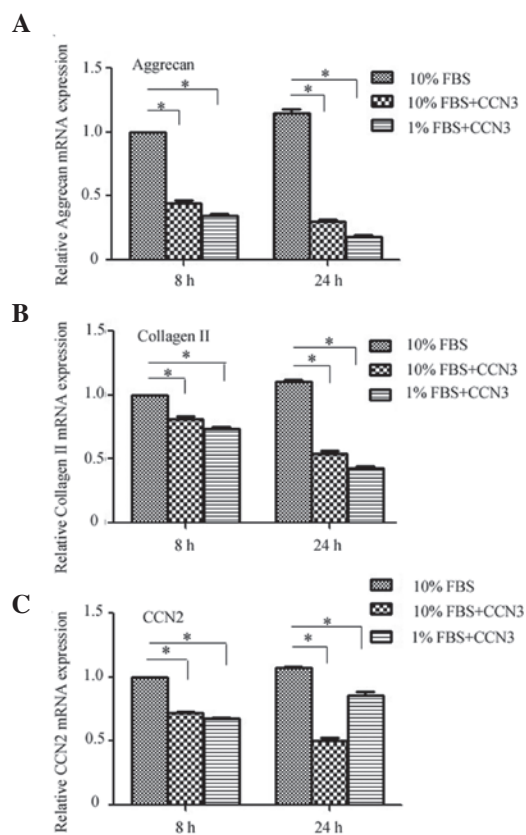 A
Aggrecan
10% FBS
10% FBS+CCN3
1% FBS+CCN3
Relative Aggrecan mRNA expression
1.5
1.0
0.5
0
* * * *
8 h 24 h
B
Collagen II
10% FBS
10% FBS+CCN3
1% FBS+CCN3
Relative Collagen II mRNA expression
1.5
1.0
0.5
0
* * * *
8 h 24 h
C
CCN2
10% FBS
10% FBS+CCN3
1% FBS+CCN3
Relative CCN2 mRNA expression
1.5
1.0
0.5
0
* * * *
8 h 24 h